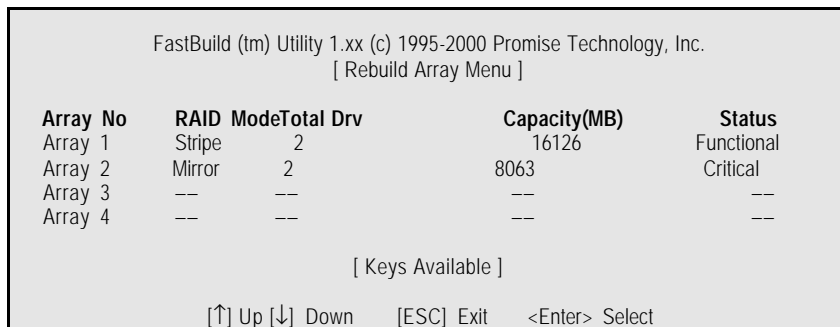 FastBuild (tm) Utility 1.xx (c) 1995-2000 Promise Technology, Inc.
[ Rebuild Array Menu ]
Array No RAID ModeTotal Drv Capacity(MB) Status
Array 1 Stripe 2 16126 Functional
Array 2 Mirror 2 8063 Critical
Array 3 –– –– –– ––
Array 4 –– –– –– ––
[ Keys Available ]
[↑] Up [↓] Down [ESC] Exit <Enter> Select